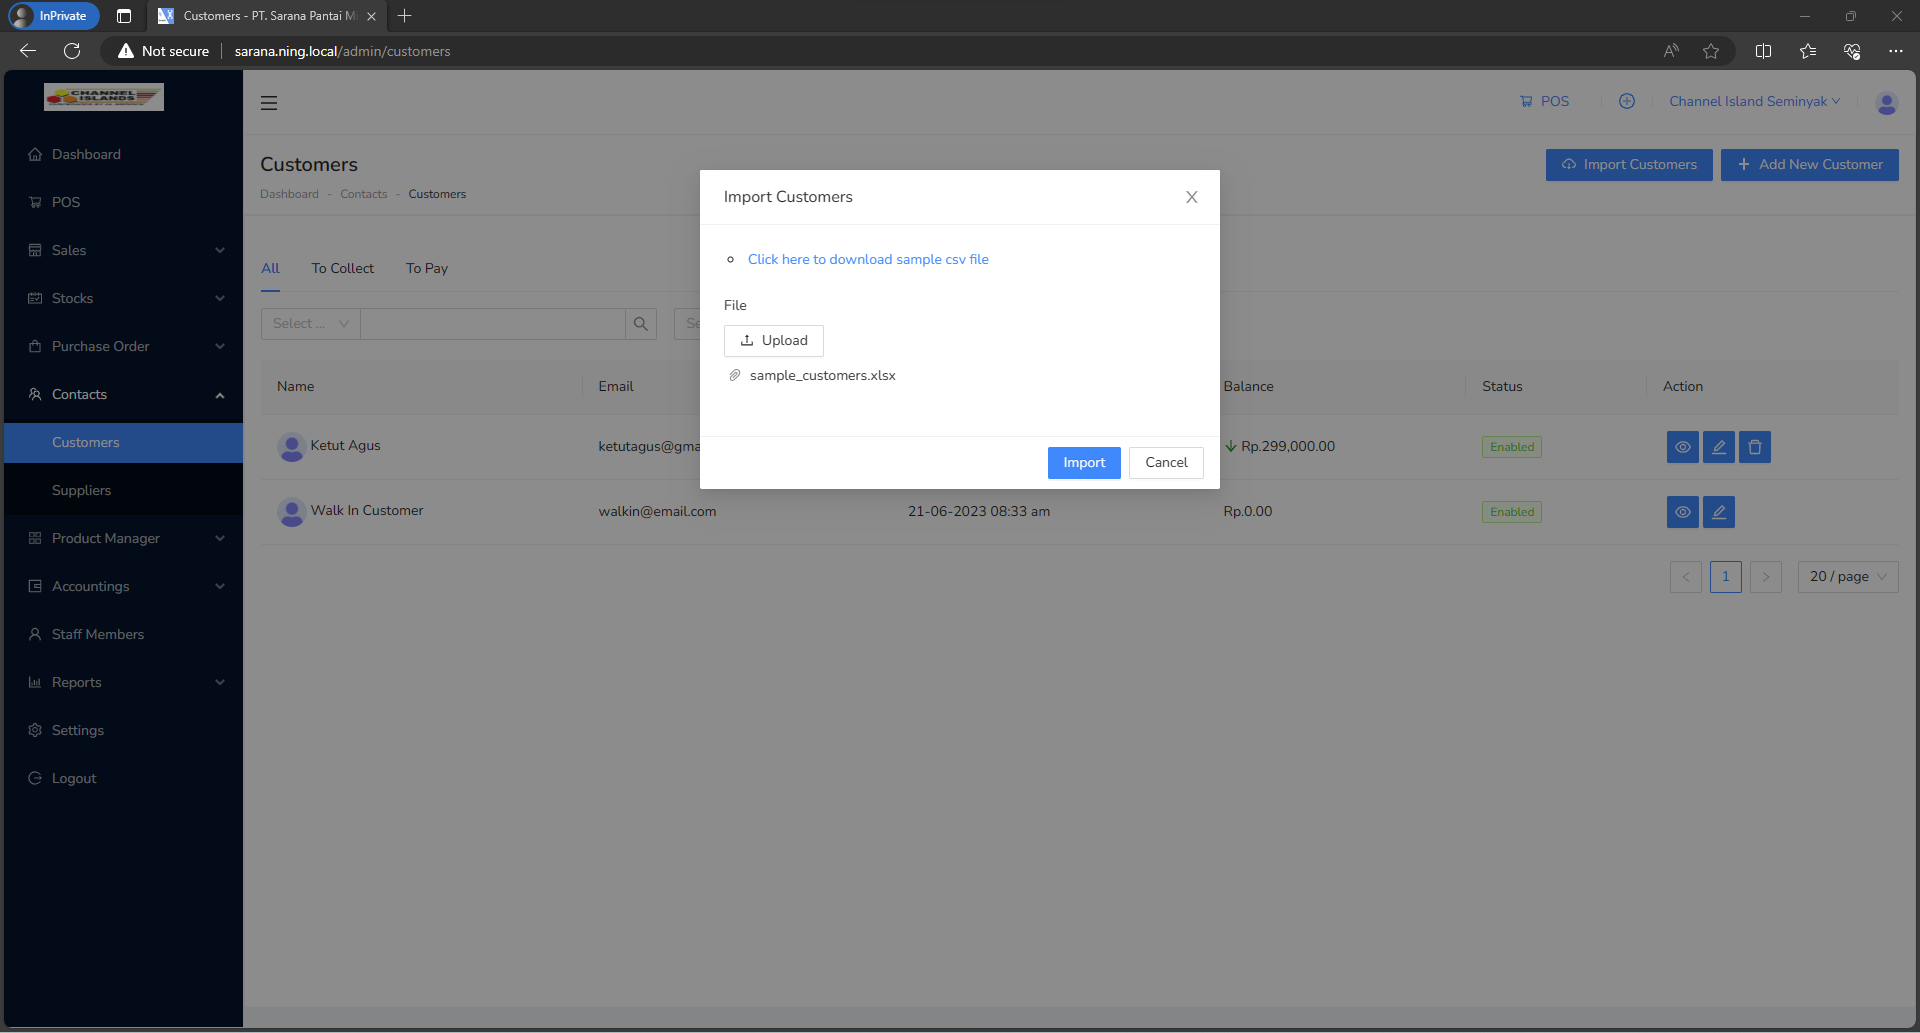 InPrivate
Customers - PT. Sarana Pantai M
Not secure
sarana.ning.local/admin/customers
CHANNEL
ISLANDS
POS
Channel Island Seminyak
Dashboard
POS
Sales
Stocks
Purchase Order
Contacts
Customers
Suppliers
Product Manager
Accountings
Staff Members
Reports
Settings
Logout
Customers
Dashboard - Contacts - Customers
Import Customers
Add New Customer
All To Collect To Pay
Select ...
Se
Name Email Balance Status Action
Ketut Agus ketutagus@gma Rp.299,000.00 Enabled
Walk In Customer walkin@email.com 21-06-2023 08:33 am Rp.0.00 Enabled
1 20 / page
Import Customers
Click here to download sample csv file
File
Upload
sample_customers.xlsx
Import Cancel